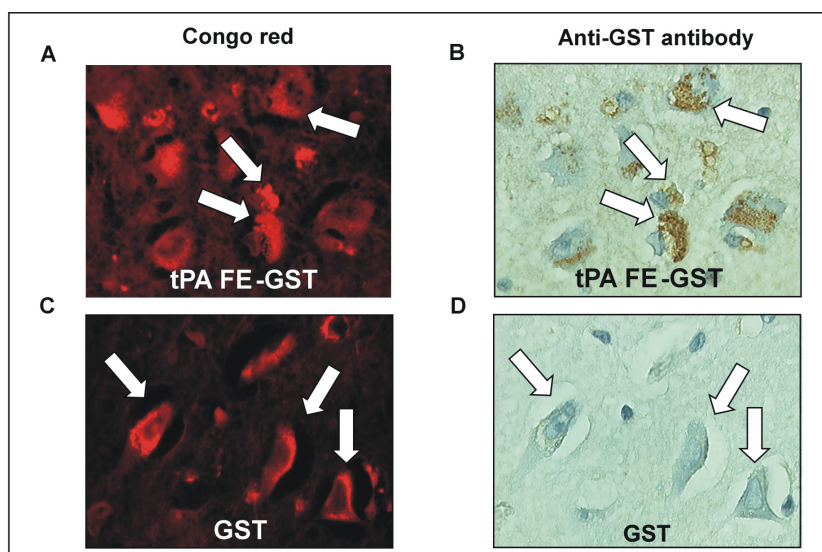 Congo red
Anti-GST antibody
A
B
tPA FE-GST
tPA FE-GST
C
D
GST
GST